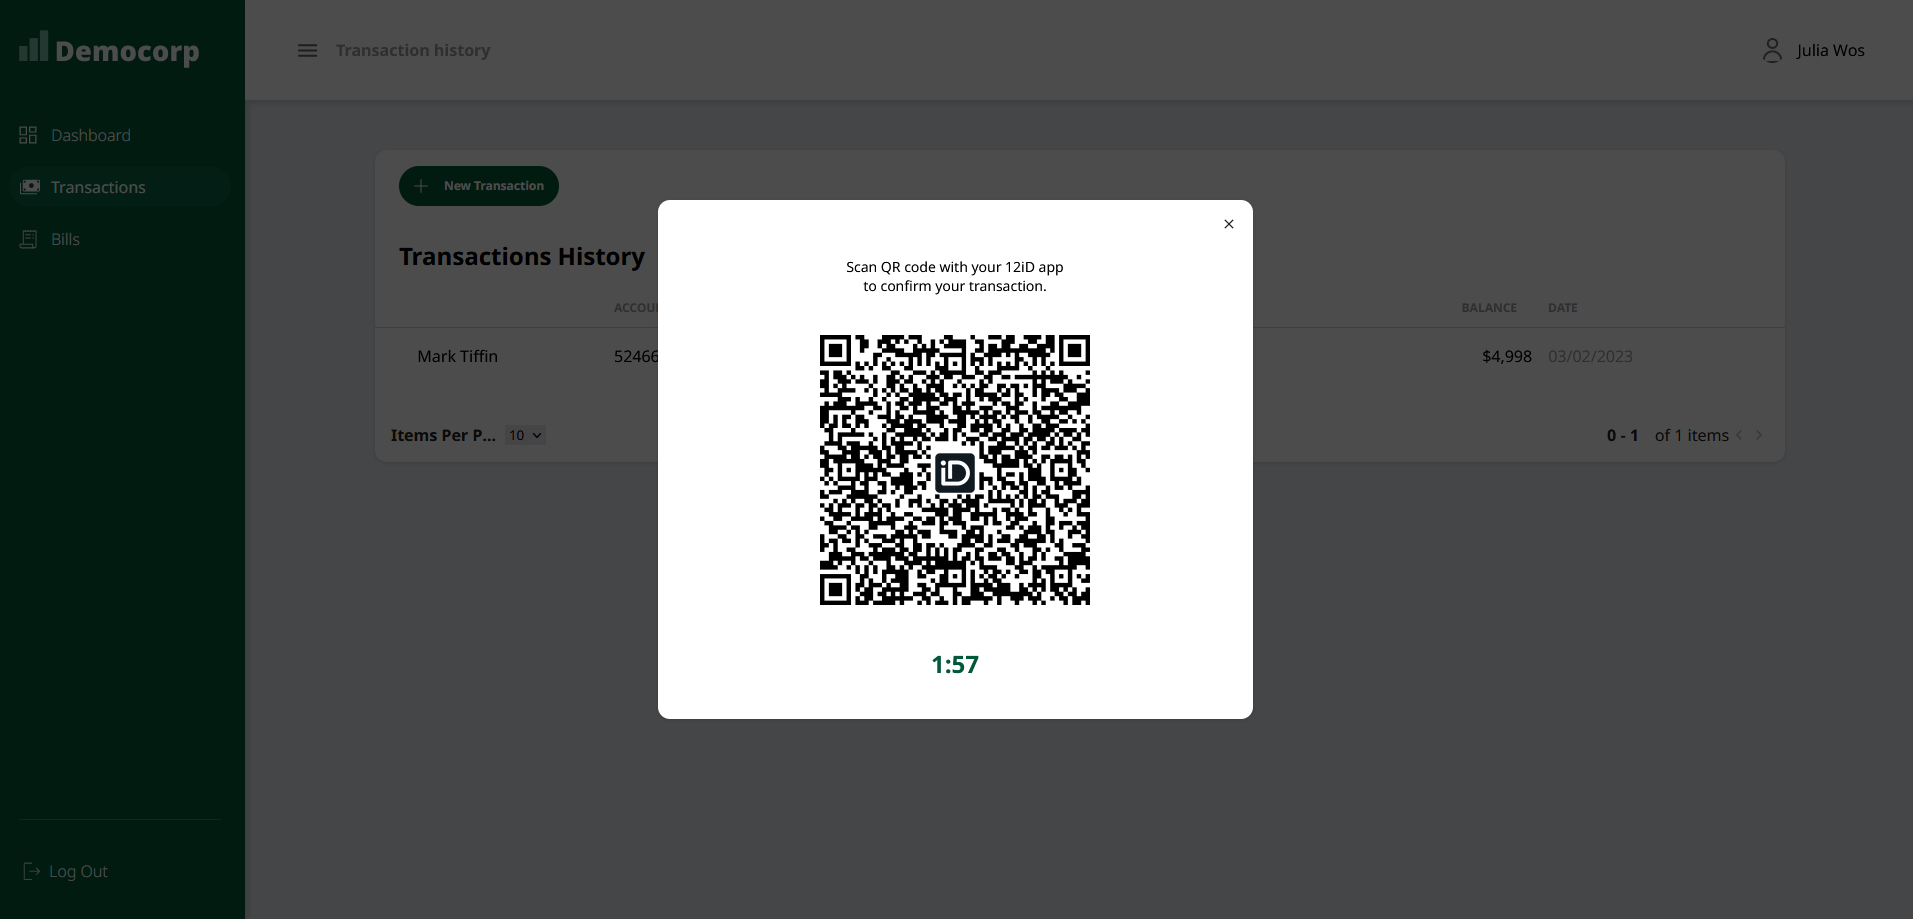 Democorp
Transaction history
Julia Wos
Dashboard
Transactions
Bills
New Transaction
Transactions History
BALANCE DATE
Mark Tiffin 52466 $4,998 03/02/2023
Items Per P... 10 0 - 1 of 1 items
Scan QR code with your 12iD app
to confirm your transaction.
iD
1:57
Log Out